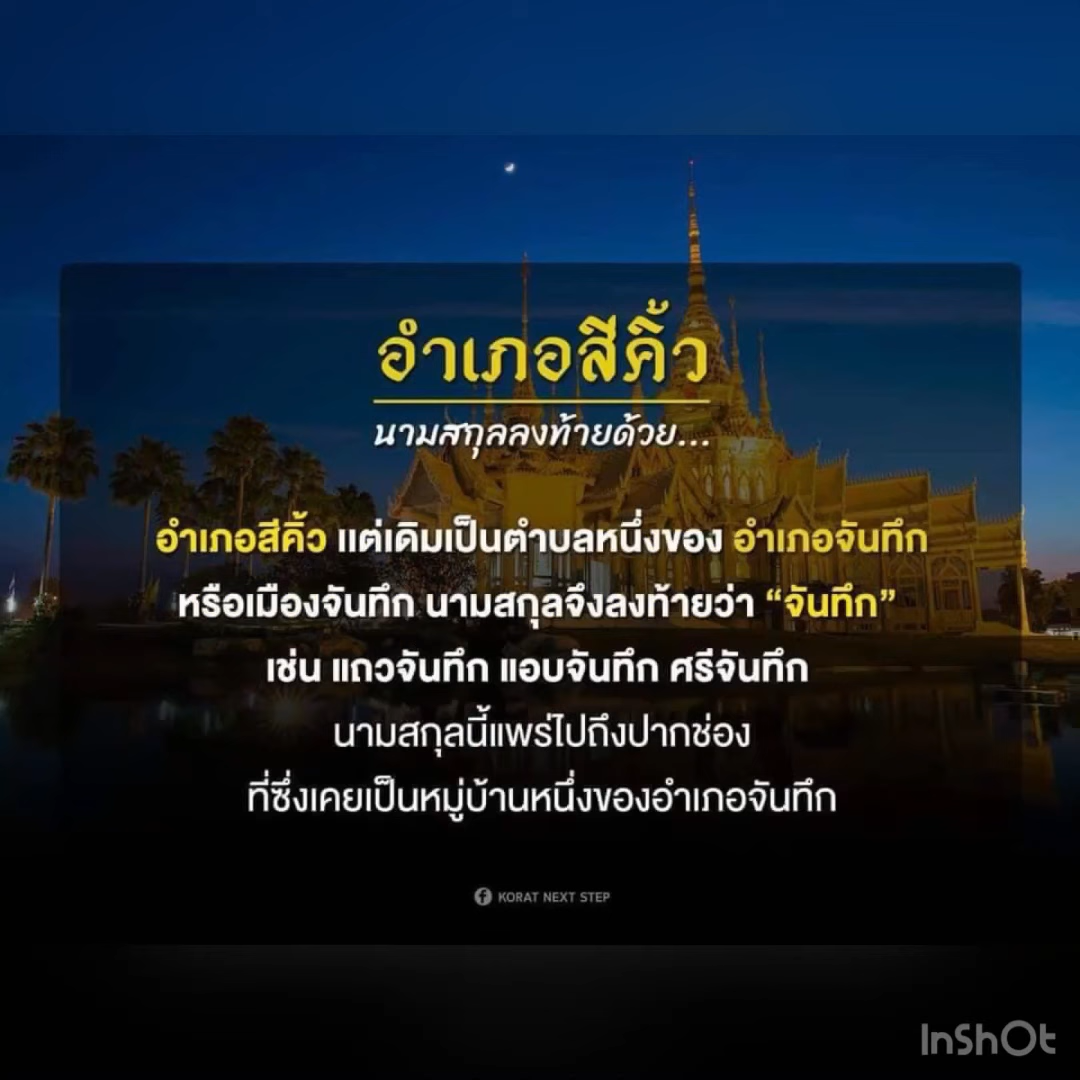 อำเภอสีคิ้ว
นามสกุลลงท้ายด้วย...
อำเภอสีคิ้ว แต่เดิมเป็นตำบลหนึ่งของ อำเภอจันทึก
หรือเมืองจันทึก นามสกุลจึงลงท้ายว่า “จันทึก”
เช่น แถวจันทึก แอบจันทึก ศรีจันทึก
นามสกุลนี้แพร่ไปถึงปากช่อง
ที่ซึ่งเคยเป็นหมู่บ้านหนึ่งของอำเภอจันทึก
KORAT NEXT STEP
InShOt